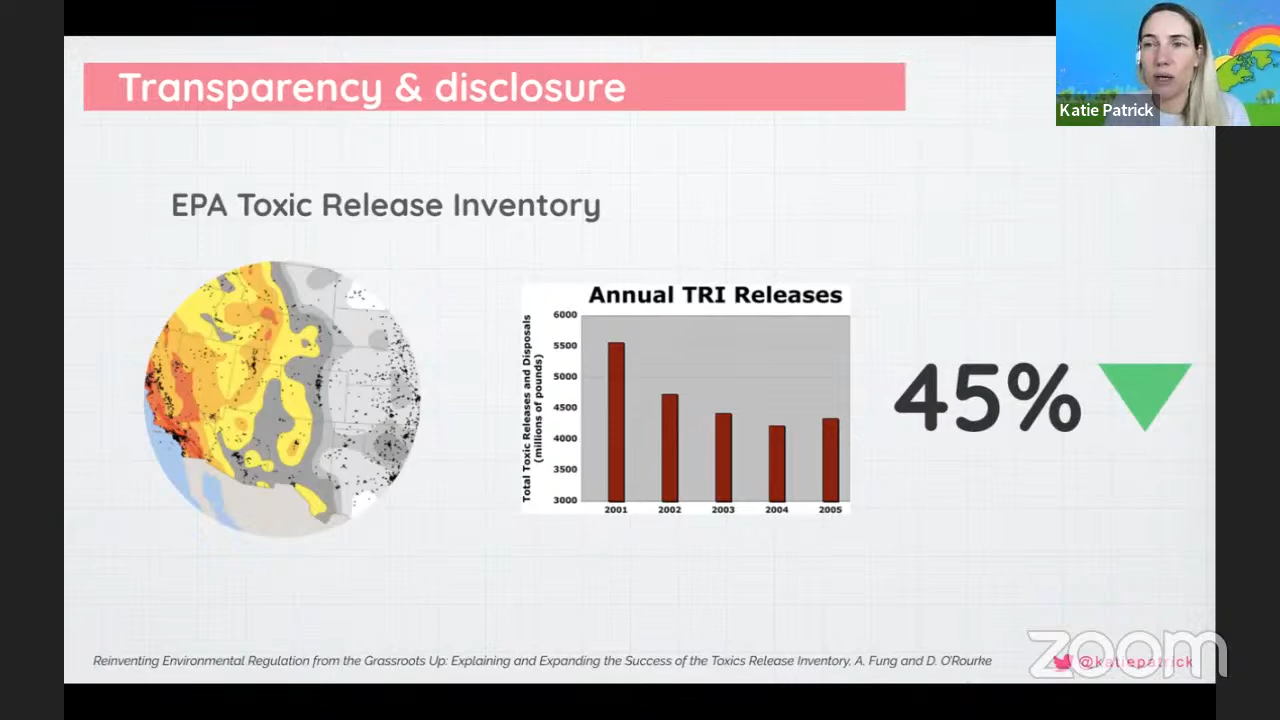 Transparency & disclosure
Katie Patrick
EPA Toxic Release Inventory
Annual TRI Releases
Total Toxic Releases and Disposals
(millions of pounds)
6000
5500
5000
4500
4000
3500
3000
2001 2002 2003 2004 2005
45%
Reinventing Environmental Regulation from the Grassroots Up: Explaining and Expanding the Success of the Toxics Release Inventory, A. Fung and D. O'Rourke
@katiepatrick
zoom